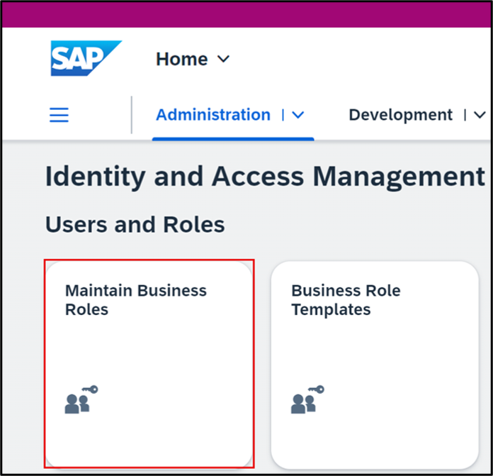 SAP
Home
Administration
Development
Identity and Access Management
Users and Roles
Maintain Business
Roles
Business Role
Templates